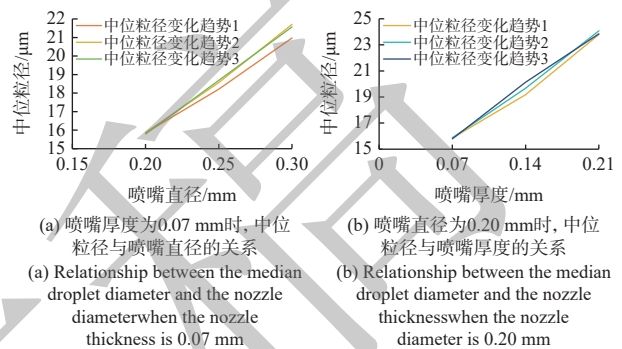 22
21
20
19
18
17
16
15
中位粒径/μm
中位粒径变化趋势1
中位粒径变化趋势2
中位粒径变化趋势3
0.15 0.20 0.25 0.30
喷嘴直径/mm
(a) 喷嘴厚度为0.07 mm时, 中位
粒径与喷嘴直径的关系
(a) Relationship between the median
droplet diameter and the nozzle
diameterwhen the nozzle
thickness is 0.07 mm
25
23
21
19
17
15
中位粒径/μm
中位粒径变化趋势1
中位粒径变化趋势2
中位粒径变化趋势3
0 0.07 0.14 0.21
喷嘴厚度/mm
(b) 喷嘴直径为0.20 mm时, 中位
粒径与喷嘴厚度的关系
(b) Relationship between the median
droplet diameter and the nozzle
thicknesswhen the nozzle
diameter is 0.20 mm